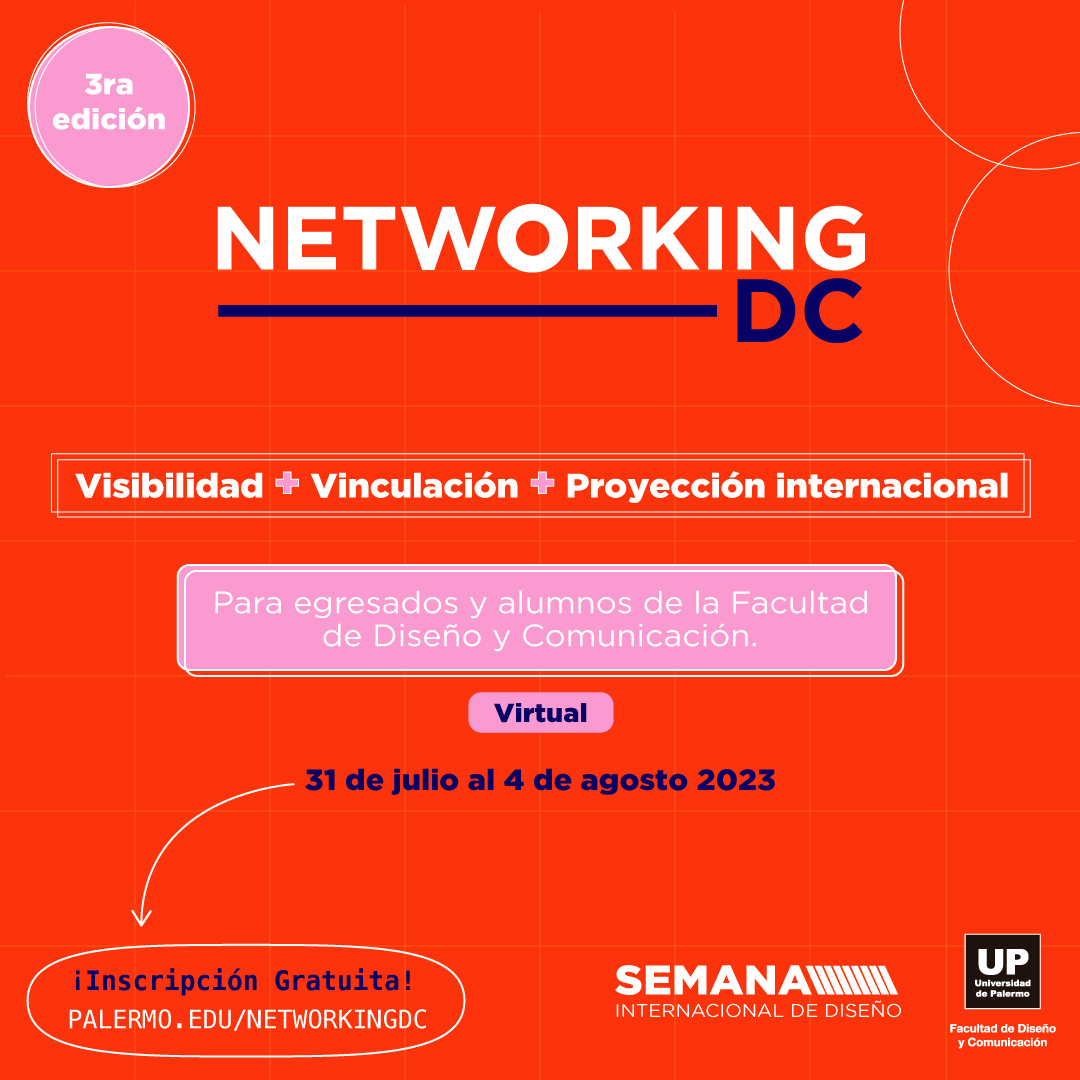 3ra
edición
NETWORKING
DC
Visibilidad + Vinculación + Proyección internacional
Para egresados y alumnos de la Facultad
de Diseño y Comunicación.
Virtual
31 de julio al 4 de agosto 2023
¡Inscripción Gratuita!
PALERMO.EDU/NETWORKINGDC
SEMANA
INTERNACIONAL DE DISEÑO
UP
Universidad
de Palermo
Facultad de Diseño
y Comunicación